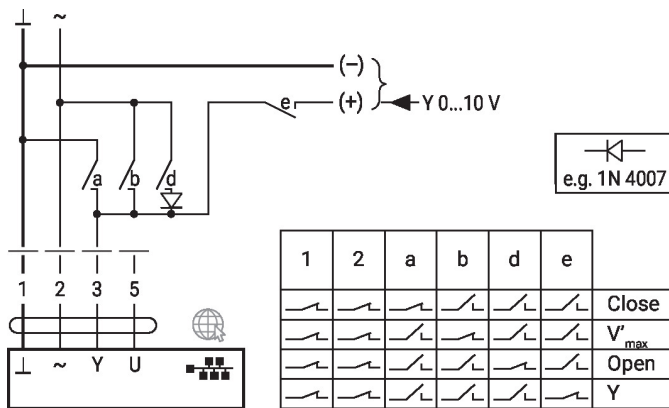 ⊥ ~
(−)
e (+) Y 0...10 V
a b d
e.g. 1N 4007
1 2 3 5
⊥ ~ Y U
1 2 a b d e
Close
V'max
Open
Y